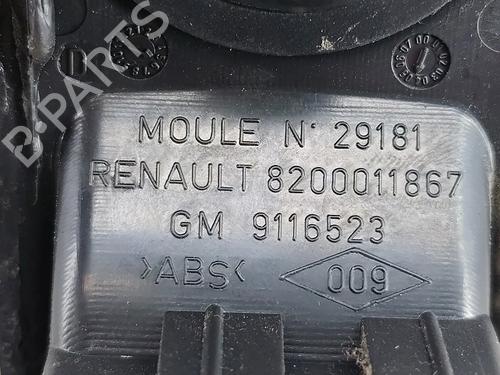 B-PARTS
MOULE N° 29181
RENAULT 8200011867
GM 9116523
>ABS<
009